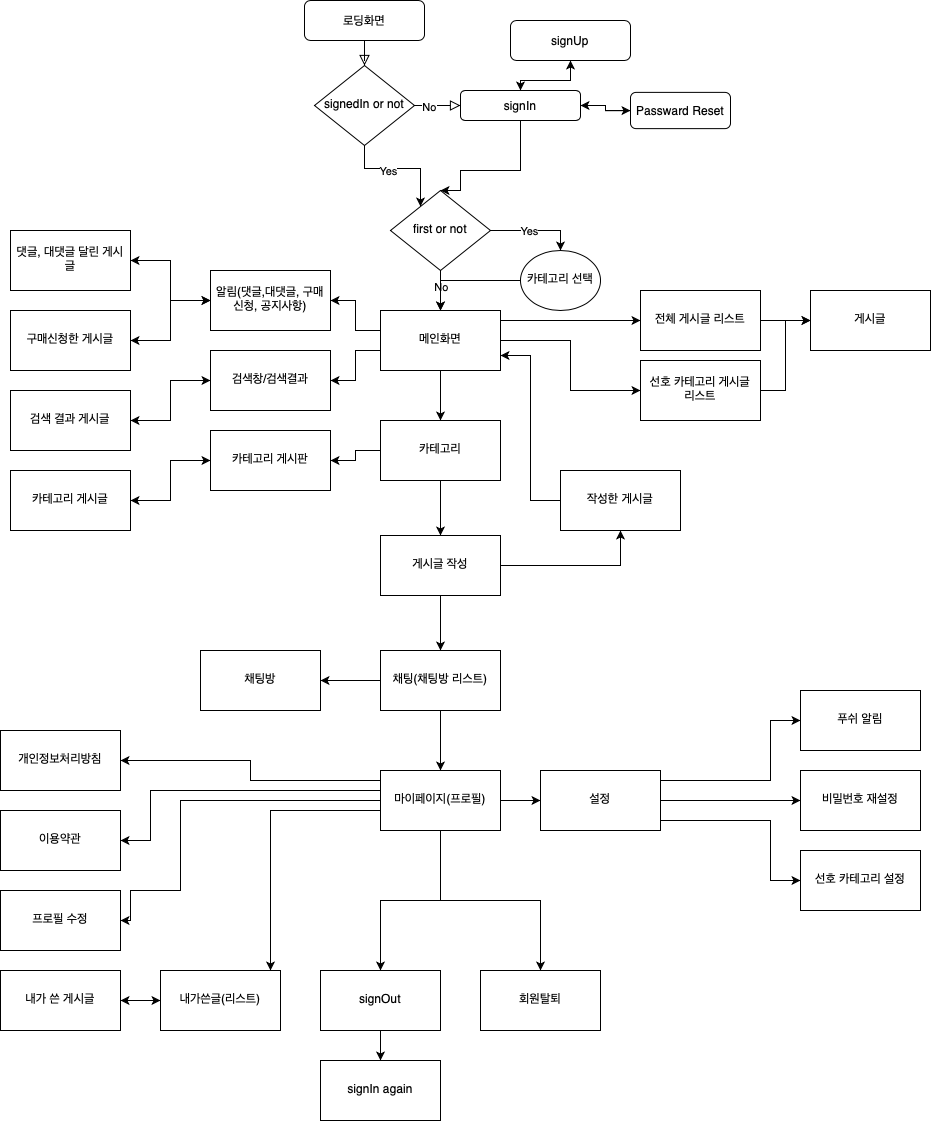 로딩화면
signUp
signedIn or not
No
signIn
Passward Reset
Yes
first or not
Yes
카테고리 선택
No
댓글, 대댓글 달린 게시
글
알림(댓글,대댓글, 구매
신청, 공지사항)
구매신청한 게시글
메인화면
전체 게시글 리스트
게시글
검색창/검색결과
선호 카테고리 게시글
리스트
검색 결과 게시글
카테고리
카테고리 게시판
카테고리 게시글
작성한 게시글
게시글 작성
채팅방
채팅(채팅방 리스트)
푸쉬 알림
개인정보처리방침
마이페이지(프로필)
설정
비밀번호 재설정
이용약관
선호 카테고리 설정
프로필 수정
내가 쓴 게시글
내가쓴글(리스트)
signOut
회원탈퇴
signIn again